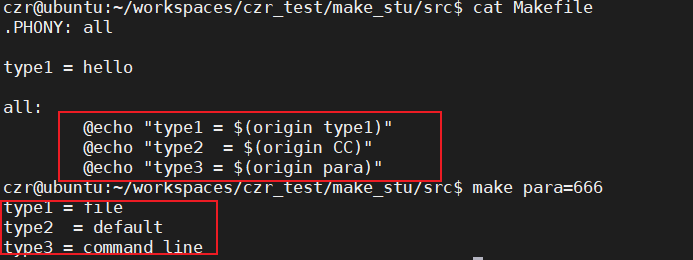 czr@ubuntu:~/workspaces/czr_test/make_stu/src$ cat Makefile
.PHONY: all
type1 = hello
all:
@echo "type1 = $(origin type1)"
@echo "type2  = $(origin CC)"
@echo "type3 = $(origin para)"
czr@ubuntu:~/workspaces/czr_test/make_stu/src$ make para=666
type1 = file
type2  = default
type3 = command line